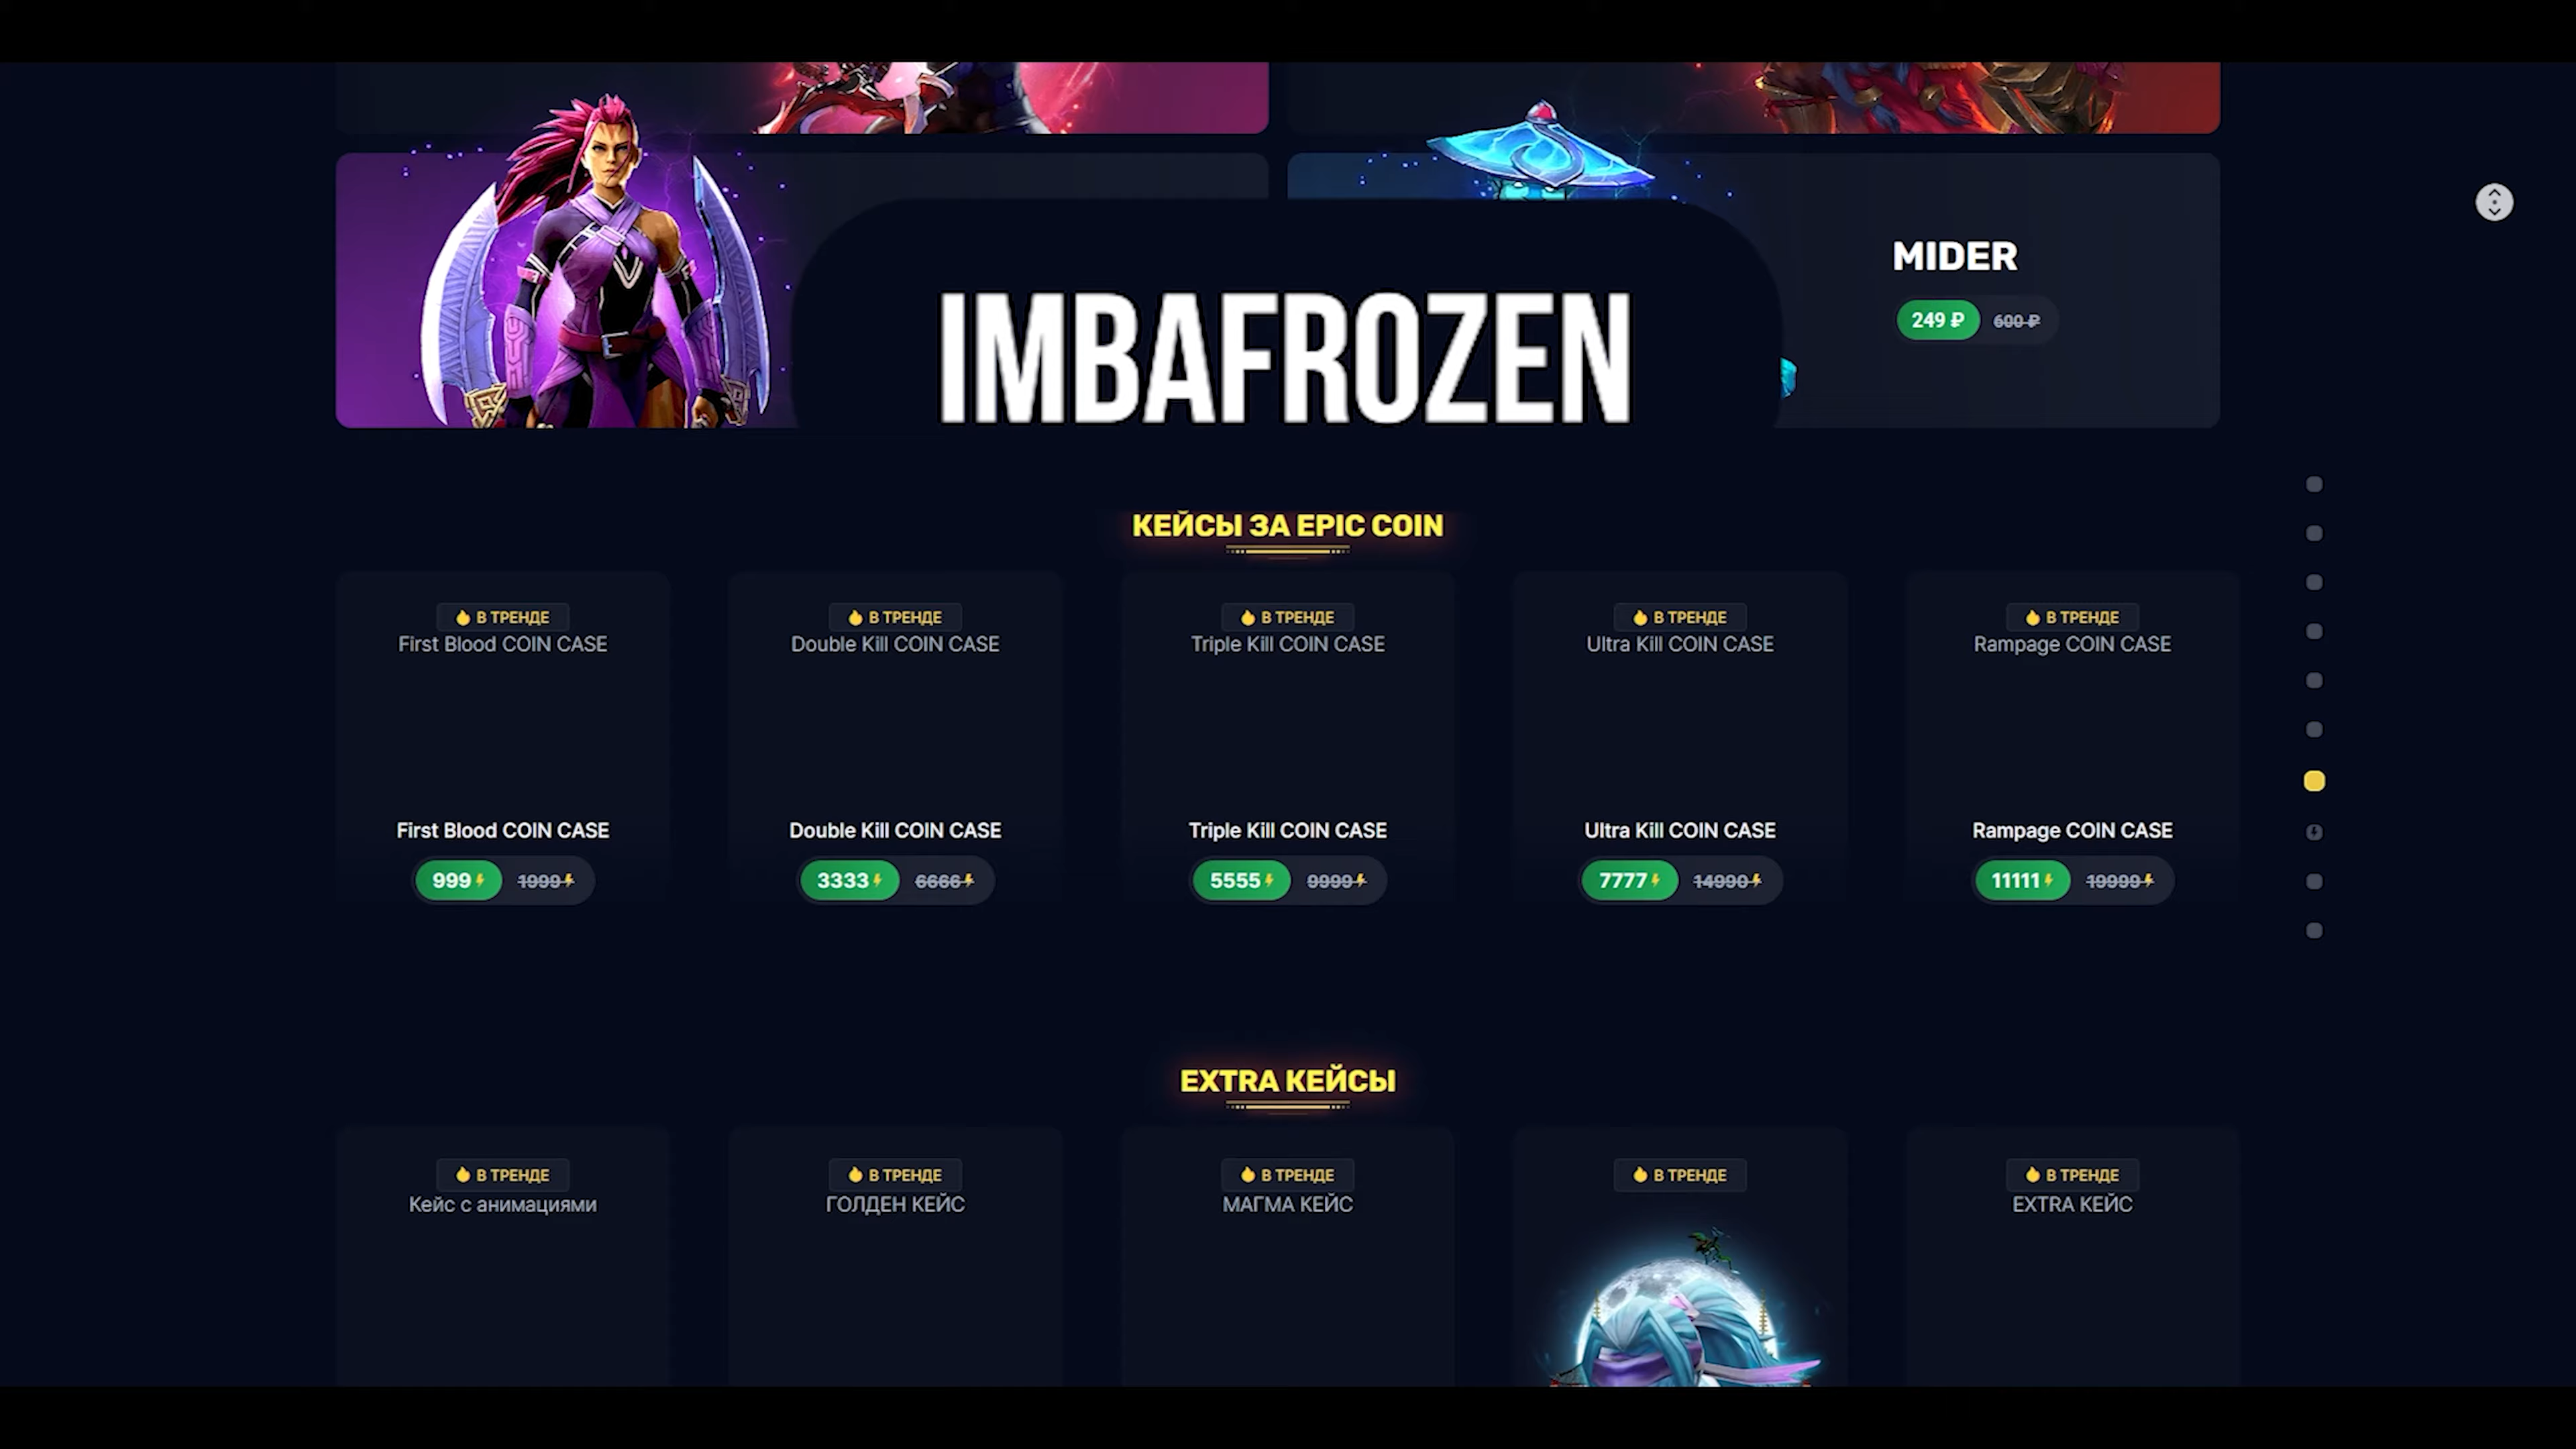 MIDER
249 ₽ 600 ₽
IMBAFROZEN
КЕЙСЫ ЗА EPIC COIN
В ТРЕНДЕ
First Blood COIN CASE
First Blood COIN CASE
999 1999
В ТРЕНДЕ
Double Kill COIN CASE
Double Kill COIN CASE
3333 6666
В ТРЕНДЕ
Triple Kill COIN CASE
Triple Kill COIN CASE
5555 9999
В ТРЕНДЕ
Ultra Kill COIN CASE
Ultra Kill COIN CASE
7777 14990
В ТРЕНДЕ
Rampage COIN CASE
Rampage COIN CASE
11111 19999
EXTRA КЕЙСЫ
В ТРЕНДЕ
Кейс с анимациями
В ТРЕНДЕ
ГОЛДЕН КЕЙС
В ТРЕНДЕ
МАГМА КЕЙС
В ТРЕНДЕ
В ТРЕНДЕ
EXTRA КЕЙС